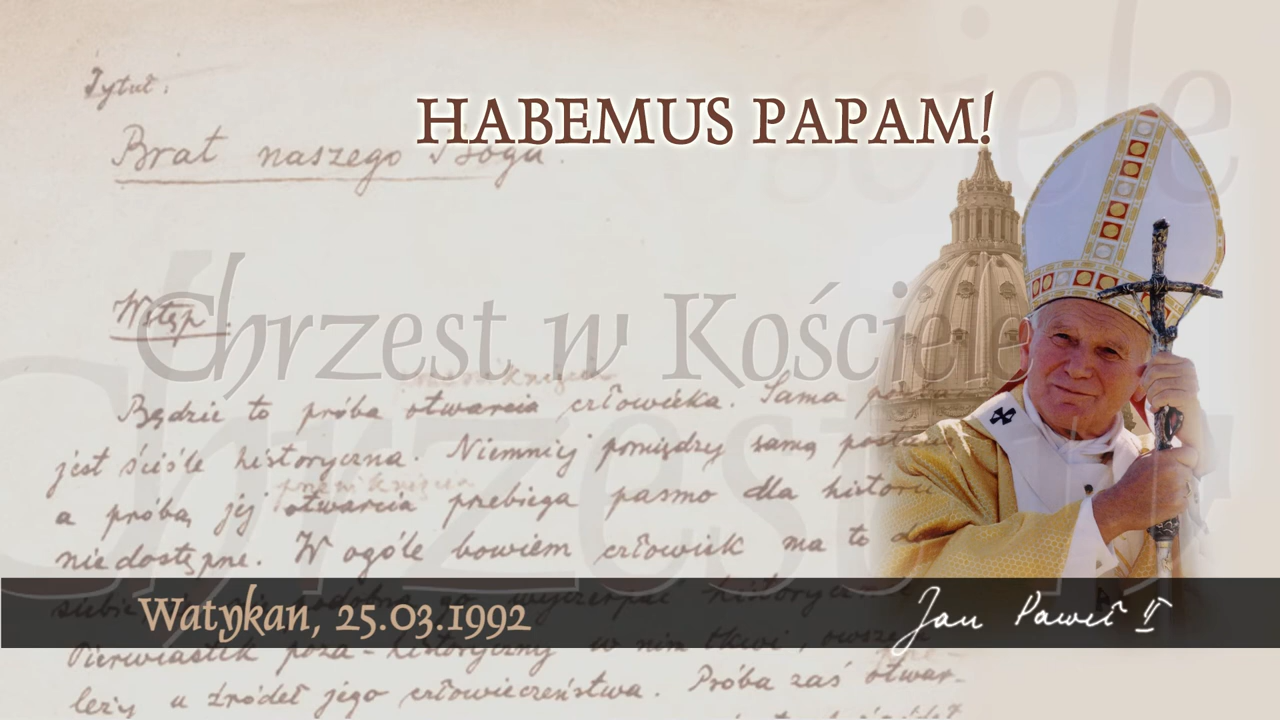 HABEMUS PAPAM!
Tytuł:
Brat naszego Boga.
Wstęp.
Chrzest w Kościele
Będzie to próba otwarcia człowieka. Sama
jest ściśle historyczna. Niemniej pomiędzy samą
a próbą jej otwarcia przebiega pasmo dla historii
niedostępne. W ogóle bowiem człowiek ma to
wyczerpać
Watykan, 25.03.1992
Jan Paweł II
Pierwiastek poza-historyczny w nim tkwi, owszem
leży u źródeł jego człowieczeństwa. Próba zaś otwar-